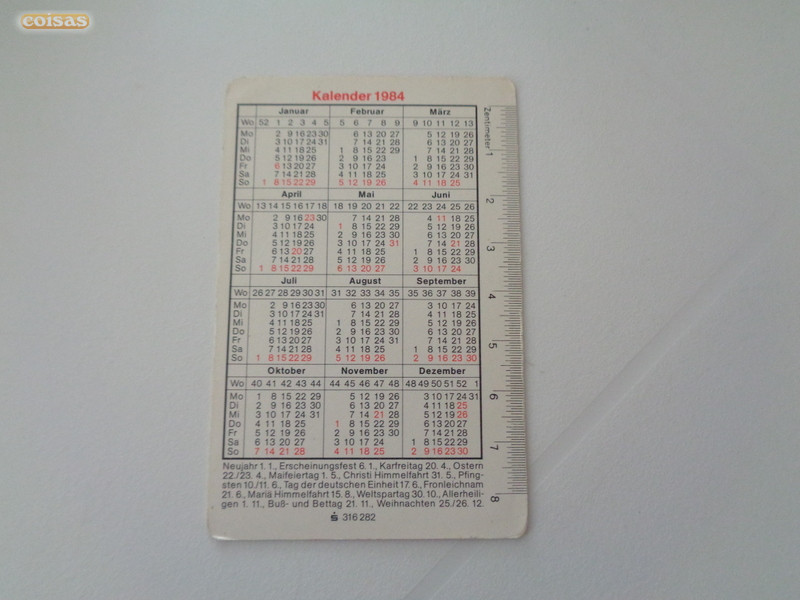 coisas
Kalender 1984
Januar Februar März
Wo 52 1 2 3 4 5 5 6 7 8 9 9 10 11 12 13
Mo 2 9 16 23 30 6 13 20 27 5 12 19 26
Di 3 10 17 24 31 7 14 21 28 6 13 20 27
Mi 4 11 18 25 1 8 15 22 29 7 14 21 28
Do 5 12 19 26 2 9 16 23 1 8 15 22 29
Fr 6 13 20 27 3 10 17 24 2 9 16 23 30
Sa 7 14 21 28 4 11 18 25 3 10 17 24 31
So 1 8 15 22 29 5 12 19 26 4 11 18 25
April Mai Juni
Wo 13 14 15 16 17 18 18 19 20 21 22 22 23 24 25 26
Mo 2 9 16 23 30 7 14 21 28 4 11 18 25
Di 3 10 17 24 1 8 15 22 29 5 12 19 26
Mi 4 11 18 25 2 9 16 23 30 6 13 20 27
Do 5 12 19 26 3 10 17 24 31 7 14 21 28
Fr 6 13 20 27 4 11 18 25 1 8 15 22 29
Sa 7 14 21 28 5 12 19 26 2 9 16 23 30
So 1 8 15 22 29 6 13 20 27 3 10 17 24
Juli August September
Wo 26 27 28 29 30 31 31 32 33 34 35 35 36 37 38 39
Mo 2 9 16 23 30 6 13 20 27 3 10 17 24
Di 3 10 17 24 31 7 14 21 28 4 11 18 25
Mi 4 11 18 25 1 8 15 22 29 5 12 19 26
Do 5 12 19 26 2 9 16 23 30 6 13 20 27
Fr 6 13 20 27 3 10 17 24 31 7 14 21 28
Sa 7 14 21 28 4 11 18 25 1 8 15 22 29
So 1 8 15 22 29 5 12 19 26 2 9 16 23 30
Oktober November Dezember
Wo 40 41 42 43 44 44 45 46 47 48 48 49 50 51 52 1
Mo 1 8 15 22 29 5 12 19 26 3 10 17 24 31
Di 2 9 16 23 30 6 13 20 27 4 11 18 25
Mi 3 10 17 24 31 7 14 21 28 5 12 19 26
Do 4 11 18 25 1 8 15 22 29 6 13 20 27
Fr 5 12 19 26 2 9 16 23 30 7 14 21 28
Sa 6 13 20 27 3 10 17 24 1 8 15 22 29
So 7 14 21 28 4 11 18 25 2 9 16 23 30
Neujahr 1. 1., Erscheinungsfest 6. 1., Karfreitag 20. 4., Ostern
22./23. 4., Maifeiertag 1. 5., Christi Himmelfahrt 31. 5., Pfing-
sten 10./11. 6., Tag der deutschen Einheit 17. 6., Fronleichnam
21. 6., Mariä Himmelfahrt 15. 8., Weltspartag 30. 10., Allerheili-
gen 1. 11., Buß- und Bettag 21. 11., Weihnachten 25./26. 12.
316 282
Zentimeter 1
2
3
4
5
6
7
8